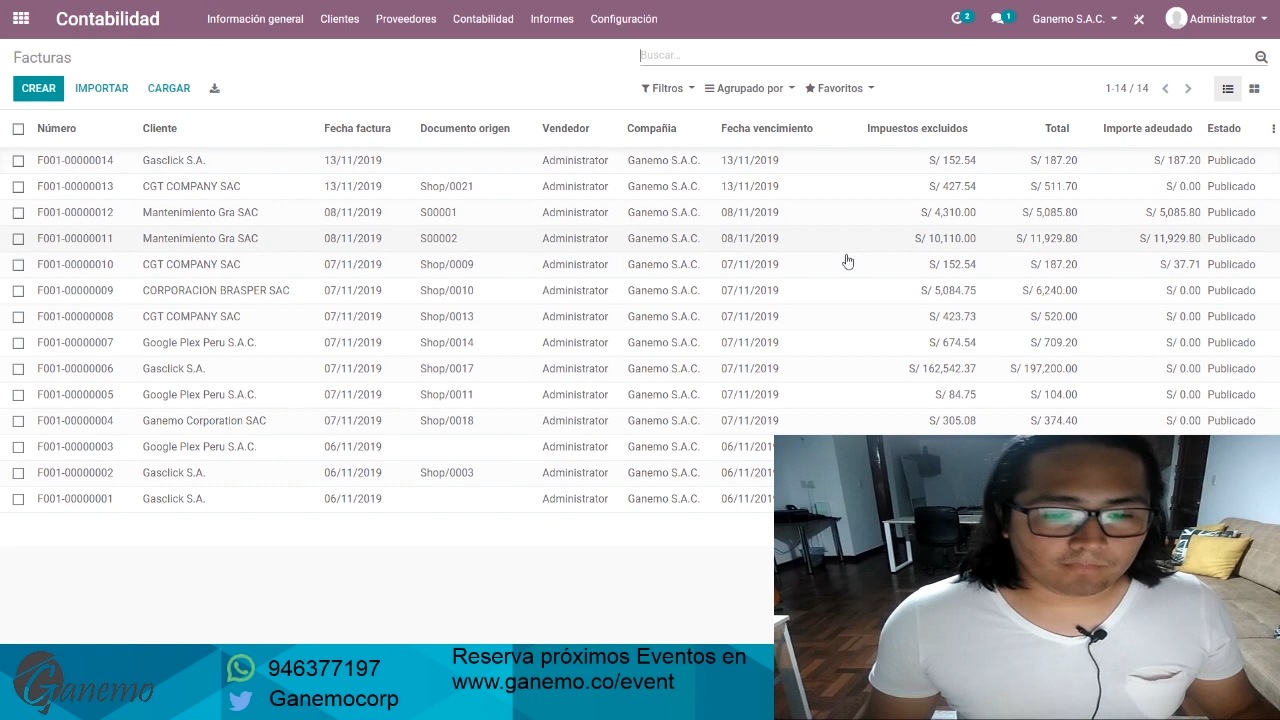 Contabilidad Información general Clientes Proveedores Contabilidad Informes Configuración 2 1 Ganemo S.A.C. Administrator
Facturas Buscar...
CREAR IMPORTAR CARGAR Filtros Agrupado por Favoritos 1-14 / 14
Número Cliente Fecha factura Documento origen Vendedor Compañia Fecha vencimiento Impuestos excluidos Total Importe adeudado Estado
F001-00000014 Gasclick S.A. 13/11/2019 Administrator Ganemo S.A.C. 13/11/2019 S/ 152.54 S/ 187.20 S/ 187.20 Publicado
F001-00000013 CGT COMPANY SAC 13/11/2019 Shop/0021 Administrator Ganemo S.A.C. 13/11/2019 S/ 427.54 S/ 511.70 S/ 0.00 Publicado
F001-00000012 Mantenimiento Gra SAC 08/11/2019 S00001 Administrator Ganemo S.A.C. 08/11/2019 S/ 4,310.00 S/ 5,085.80 S/ 5,085.80 Publicado
F001-00000011 Mantenimiento Gra SAC 08/11/2019 S00002 Administrator Ganemo S.A.C. 08/11/2019 S/ 10,110.00 S/ 11,929.80 S/ 11,929.80 Publicado
F001-00000010 CGT COMPANY SAC 07/11/2019 Shop/0009 Administrator Ganemo S.A.C. 07/11/2019 S/ 152.54 S/ 187.20 S/ 37.71 Publicado
F001-00000009 CORPORACION BRASPER SAC 07/11/2019 Shop/0010 Administrator Ganemo S.A.C. 07/11/2019 S/ 5,084.75 S/ 6,240.00 S/ 0.00 Publicado
F001-00000008 CGT COMPANY SAC 07/11/2019 Shop/0013 Administrator Ganemo S.A.C. 07/11/2019 S/ 423.73 S/ 520.00 S/ 0.00 Publicado
F001-00000007 Google Plex Peru S.A.C. 07/11/2019 Shop/0014 Administrator Ganemo S.A.C. 07/11/2019 S/ 674.54 S/ 709.20 S/ 0.00 Publicado
F001-00000006 Gasclick S.A. 07/11/2019 Shop/0017 Administrator Ganemo S.A.C. 07/11/2019 S/ 162,542.37 S/ 197,200.00 S/ 0.00 Publicado
F001-00000005 Google Plex Peru S.A.C. 07/11/2019 Shop/0011 Administrator Ganemo S.A.C. 07/11/2019 S/ 84.75 S/ 104.00 S/ 0.00 Publicado
F001-00000004 Ganemo Corporation SAC 07/11/2019 Shop/0018 Administrator Ganemo S.A.C. 07/11/2019 S/ 305.08 S/ 374.40 S/ 0.00 Publicado
F001-00000003 Google Plex Peru S.A.C. 06/11/2019 Administrator Ganemo S.A.C. 06/11/2019
F001-00000002 Gasclick S.A. 06/11/2019 Shop/0003 Administrator Ganemo S.A.C. 06/11/2019
F001-00000001 Gasclick S.A. 06/11/2019 Administrator Ganemo S.A.C. 06/11/2019
Ganemo
946377197
Ganemocorp
Reserva próximos Eventos en
www.ganemo.co/event